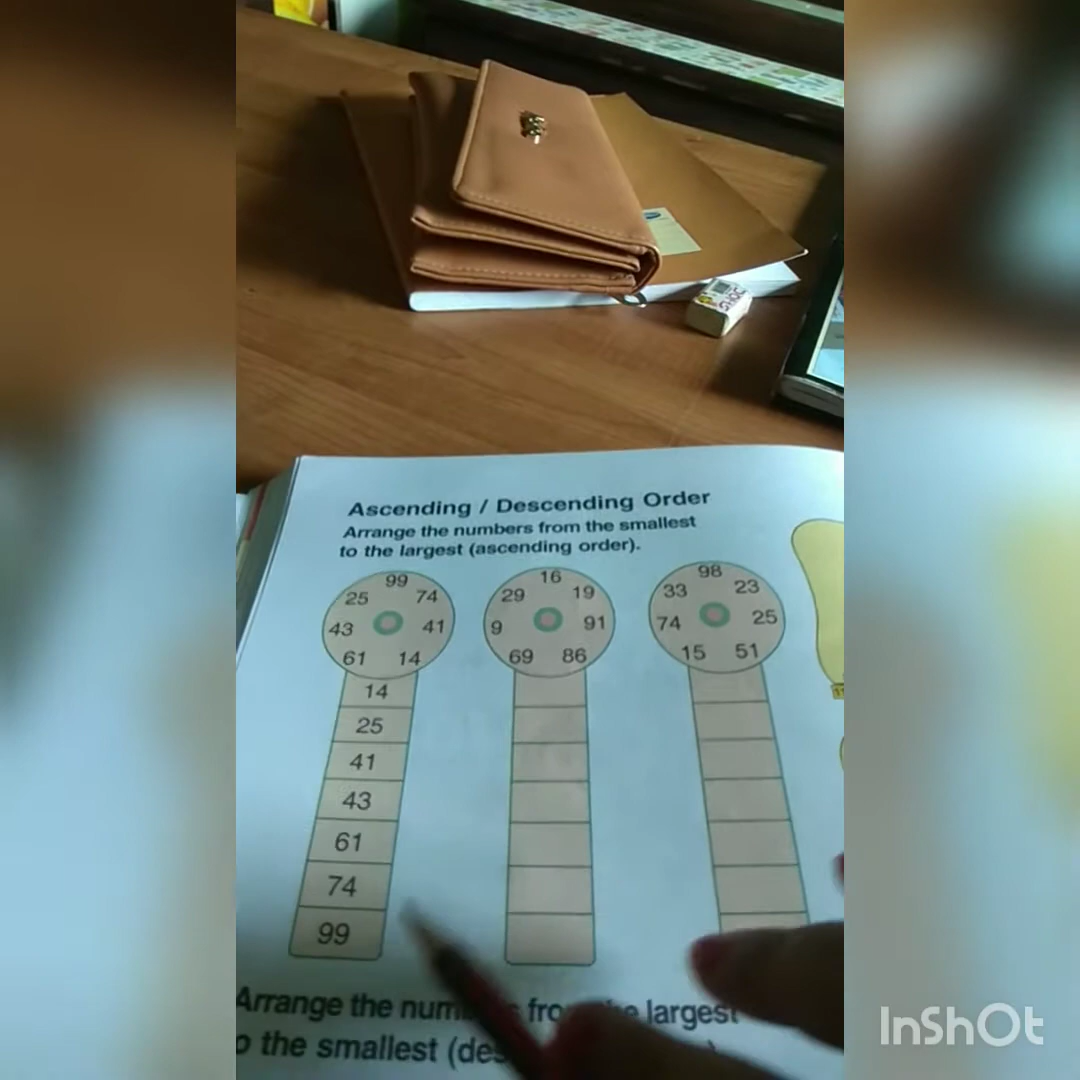 Ascending / Descending Order
Arrange the numbers from the smallest
to the largest (ascending order).
99 16 98
25 74 29 19 33 23
43 41 9 91 74 25
61 14 69 86 15 51
14
25
41
43
61
74
99
Arrange the from largest
the smallest
InShOt